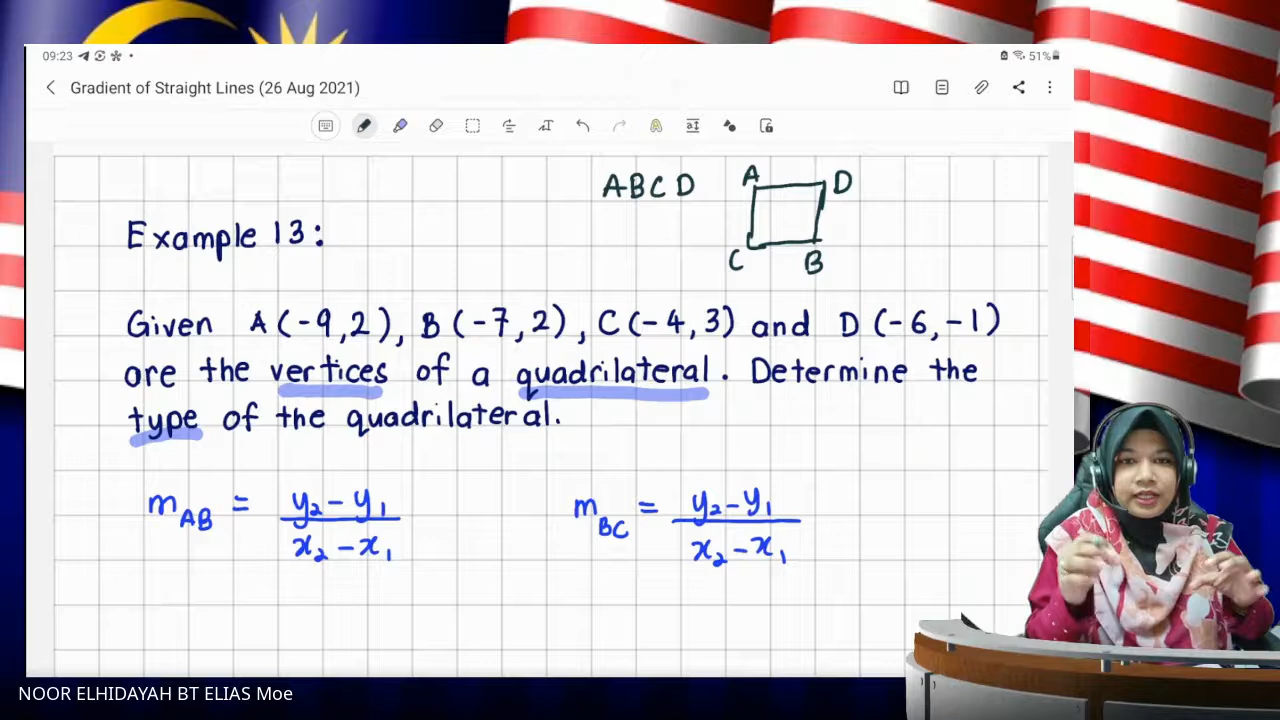 09:23
51%
Gradient of Straight Lines (26 Aug 2021)
A B C D
A
D
C
B
Example 13:
Given A(-9,2), B(-7,2), C(-4,3) and D(-6,-1)
are the vertices of a quadrilateral. Determine the
type of the quadrilateral.
m_AB = (y₂-y₁)/(x₂-x₁)
m_BC = (y₂-y₁)/(x₂-x₁)
NOOR ELHIDAYAH BT ELIAS Moe